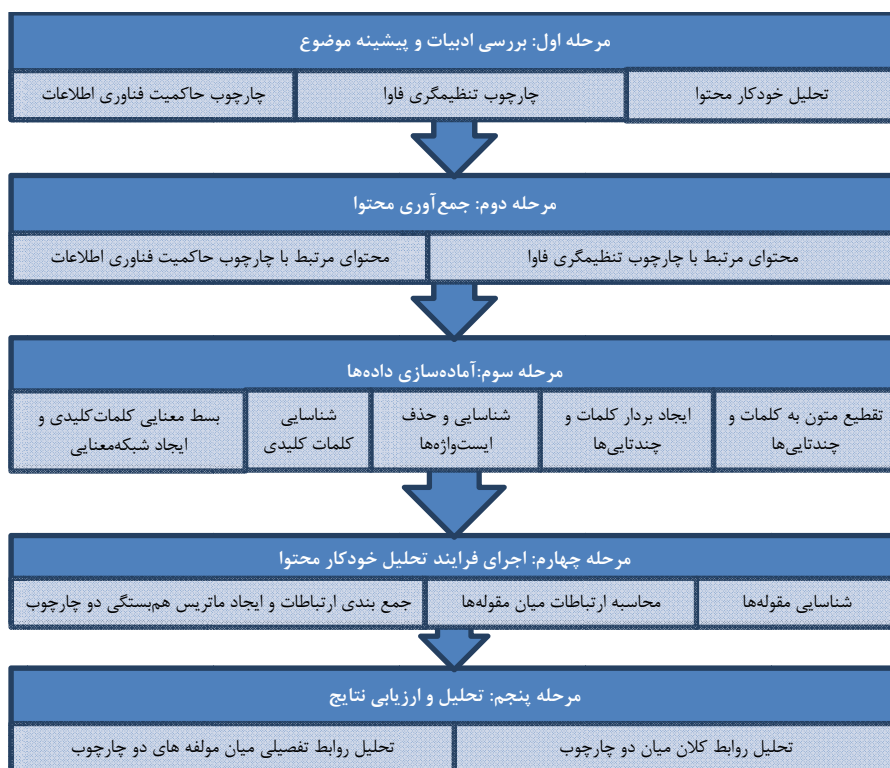 مرحله اول: بررسی ادبیات و پیشینه موضوع
تحلیل خودکار محتوا
چارچوب تنظیمگری فاوا
چارچوب حاکمیت فناوری اطلاعات
مرحله دوم: جمع‌آوری محتوا
محتوای مرتبط با چارچوب تنظیمگری فاوا
محتوای مرتبط با چارچوب حاکمیت فناوری اطلاعات
مرحله سوم:آماده‌سازی داده‌ها
تقطیع متون به کلمات و
چندتایی‌ها
ایجاد بردار کلمات و
چندتایی‌ها
شناسایی و حذف
ایست‌واژه‌ها
شناسایی
کلمات کلیدی
بسط معنایی کلمات‌کلیدی و
ایجاد شبکه‌معنایی
مرحله چهارم: اجرای فرایند تحلیل خودکار محتوا
شناسایی مقوله‌ها
محاسبه ارتباطات میان مقوله‌ها
جمع بندی ارتباطات و ایجاد ماتریس هم‌بستگی دو چارچوب
مرحله پنجم: تحلیل و ارزیابی نتایج
تحلیل روابط کلان میان دو چارچوب
تحلیل روابط تفصیلی میان مولفه های دو چارچوب